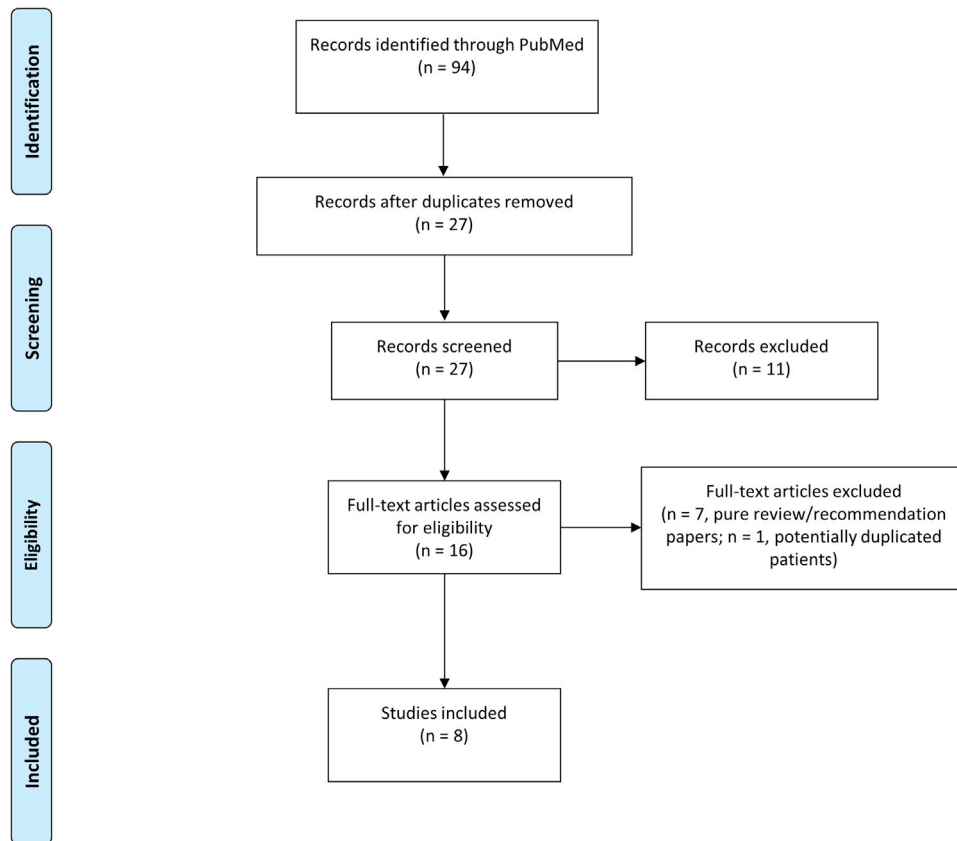 Identification
Records identified through PubMed
(n = 94)
Records after duplicates removed
(n = 27)
Screening
Records screened
(n = 27)
Records excluded
(n = 11)
Eligibility
Full-text articles assessed
for eligibility
(n = 16)
Full-text articles excluded
(n = 7, pure review/recommendation
papers; n = 1, potentially duplicated
patients)
Included
Studies included
(n = 8)